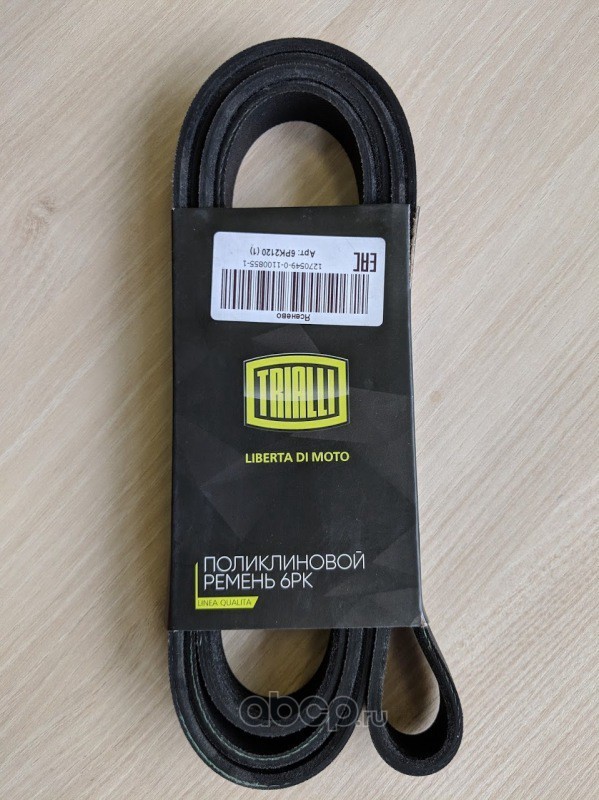 Ясенево
1270549-0-1100855-1
Арт: 6PK2120 (1)
EAC
TRIALLI
LIBERTA DI MOTO
ПОЛИКЛИНОВОЙ
РЕМЕНЬ 6РК
LINEA QUALITA
abcp.ru